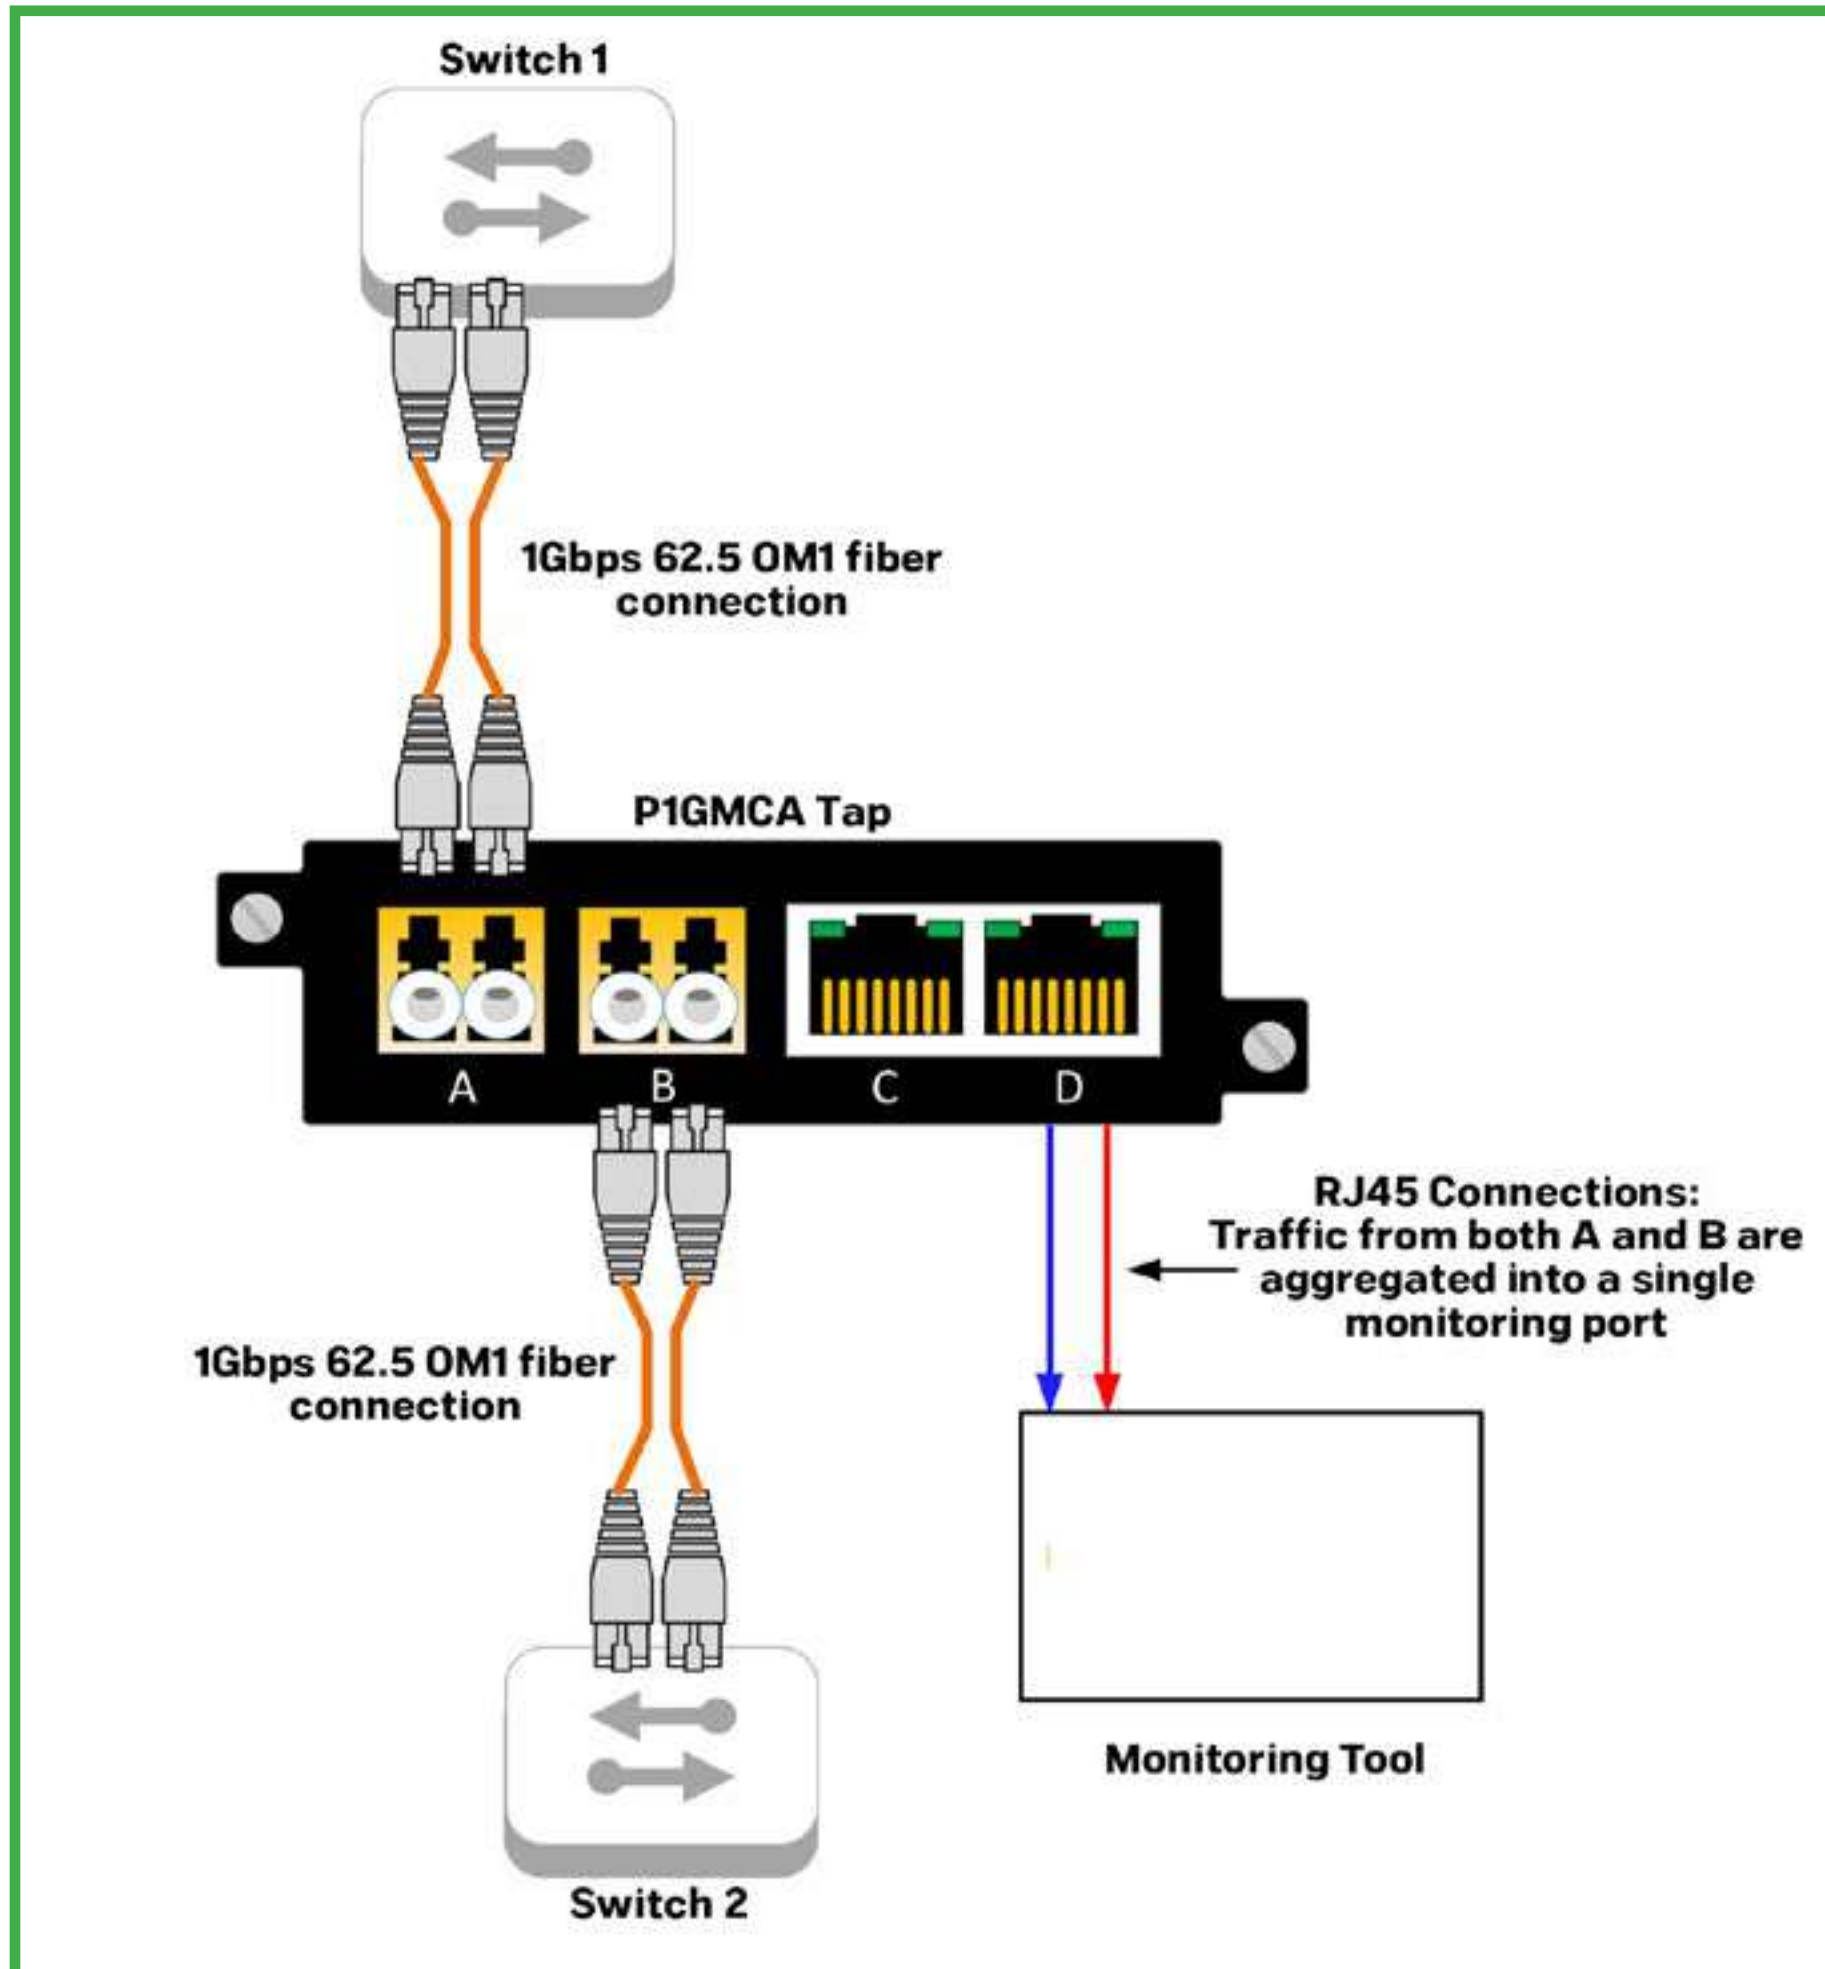 Switch 1
1Gbps 62.5 OM1 fiber
connection
P1GMCA Tap
A
B
C
D
RJ45 Connections:
Traffic from both A and B are
aggregated into a single
monitoring port
1Gbps 62.5 OM1 fiber
connection
Monitoring Tool
Switch 2